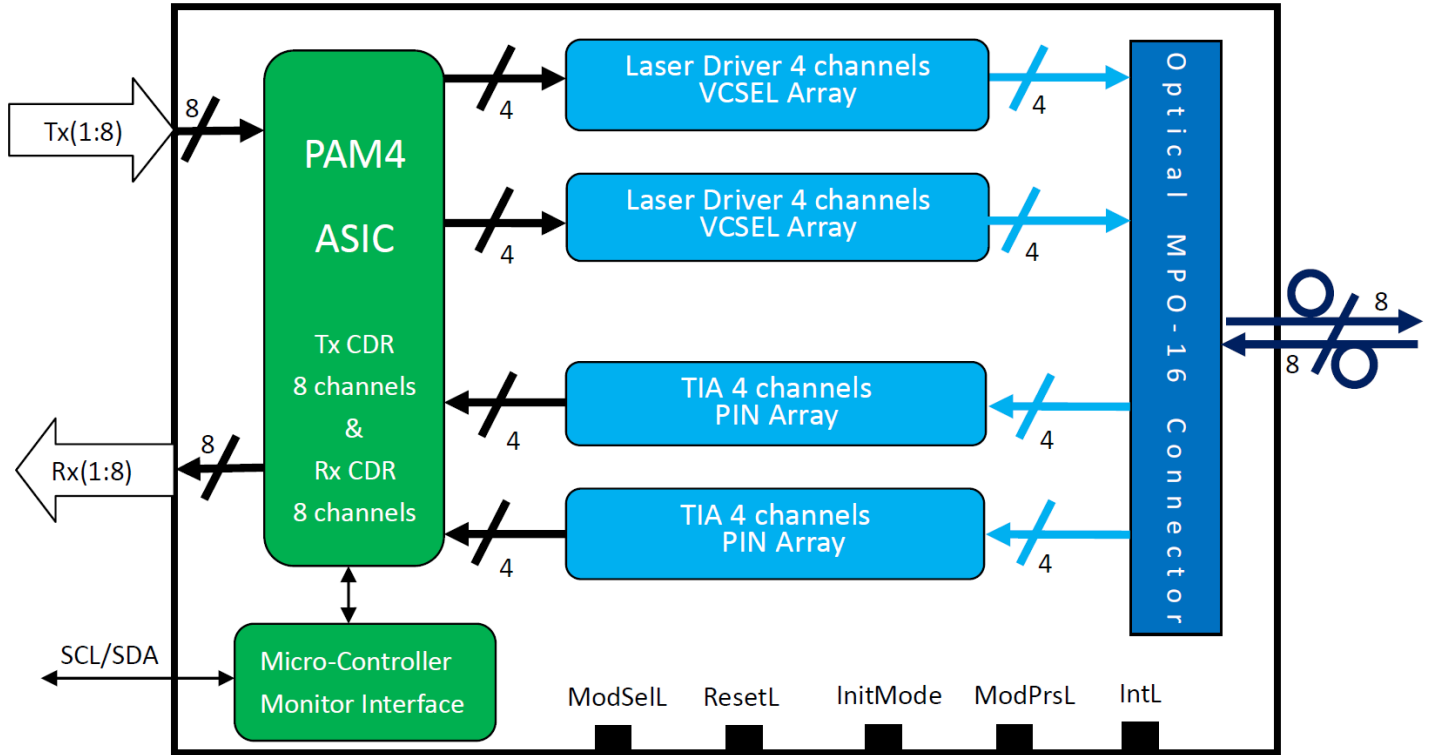 Tx(1:8)
8
PAM4
ASIC
Tx CDR
8 channels
&
Rx CDR
8 channels
4
Laser Driver 4 channels
VCSEL Array
4
4
Laser Driver 4 channels
VCSEL Array
4
4
TIA 4 channels
PIN Array
4
4
TIA 4 channels
PIN Array
4
Optical MPO-16 Connector
8
8
Rx(1:8)
8
SCL/SDA
Micro-Controller
Monitor Interface
ModSelL
ResetL
InitMode
ModPrsL
IntL